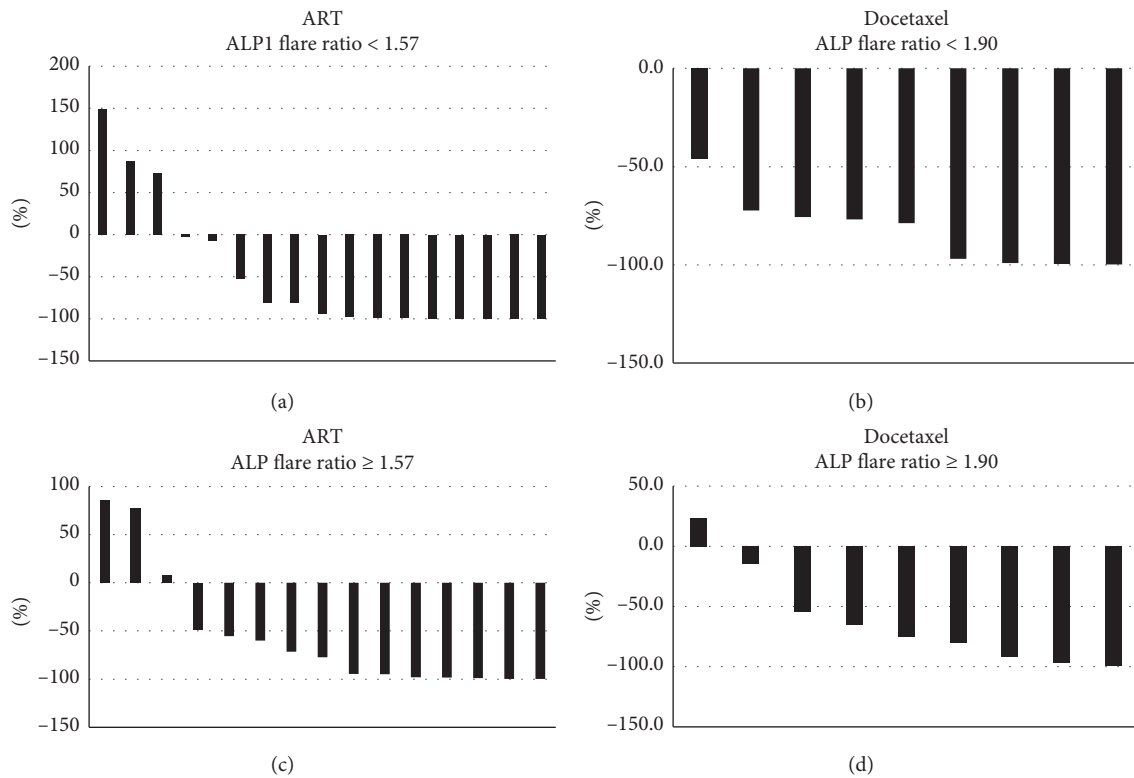 ART
ALP1 flare ratio < 1.57
200
150
100
50
0
−50
−100
−150
(%)
(a)
Docetaxel
ALP flare ratio < 1.90
0.0
−50.0
−100.0
−150.0
(%)
(b)
ART
ALP flare ratio ≥ 1.57
100
50
0
−50
−100
−150
(%)
(c)
Docetaxel
ALP flare ratio ≥ 1.90
50.0
0.0
−50.0
−100.0
−150.0
(%)
(d)